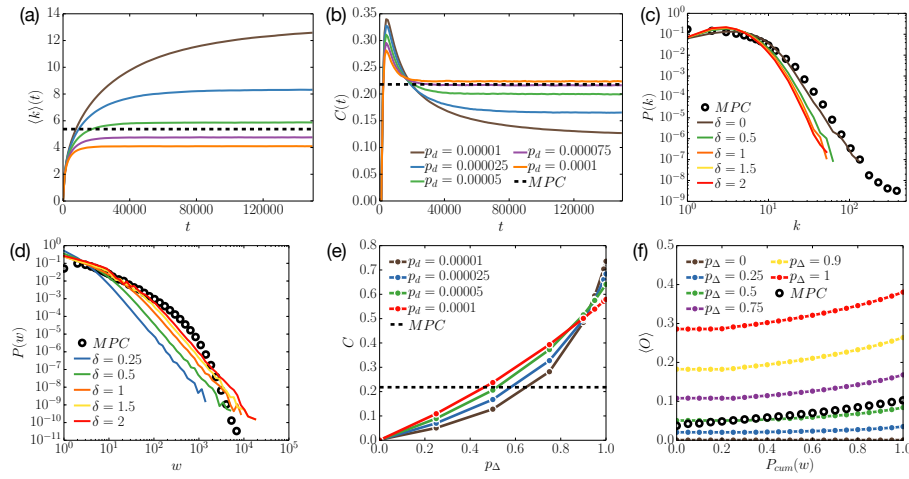 (a)
14
12
10
8
6
4
2
0
⟨k⟩(t)
0 40000 80000 120000
t
(b)
0.35
0.30
0.25
0.20
0.15
0.10
0.05
0.00
C(t)
p_d = 0.00001
p_d = 0.000025
p_d = 0.00005
p_d = 0.000075
p_d = 0.0001
MPC
0 40000 80000 120000
t
(c)
10^0
10^-1
10^-2
10^-3
10^-4
10^-5
10^-6
10^-7
10^-8
10^-9
P(k)
MPC
δ = 0
δ = 0.5
δ = 1
δ = 1.5
δ = 2
10^0 10^1 10^2
k
(d)
10^0
10^-1
10^-2
10^-3
10^-4
10^-5
10^-6
10^-7
10^-8
10^-9
10^-10
10^-11
P(w)
MPC
δ = 0.25
δ = 0.5
δ = 1
δ = 1.5
δ = 2
10^0 10^1 10^2 10^3 10^4 10^5
w
(e)
0.8
0.7
0.6
0.5
0.4
0.3
0.2
0.1
0.0
C
p_d = 0.00001
p_d = 0.000025
p_d = 0.00005
p_d = 0.0001
MPC
0.0 0.2 0.4 0.6 0.8 1.0
p_Δ
(f)
0.5
0.4
0.3
0.2
0.1
0.0
⟨O⟩
p_Δ = 0
p_Δ = 0.25
p_Δ = 0.5
p_Δ = 0.75
p_Δ = 0.9
p_Δ = 1
MPC
0.0 0.2 0.4 0.6 0.8 1.0
P_cum(w)